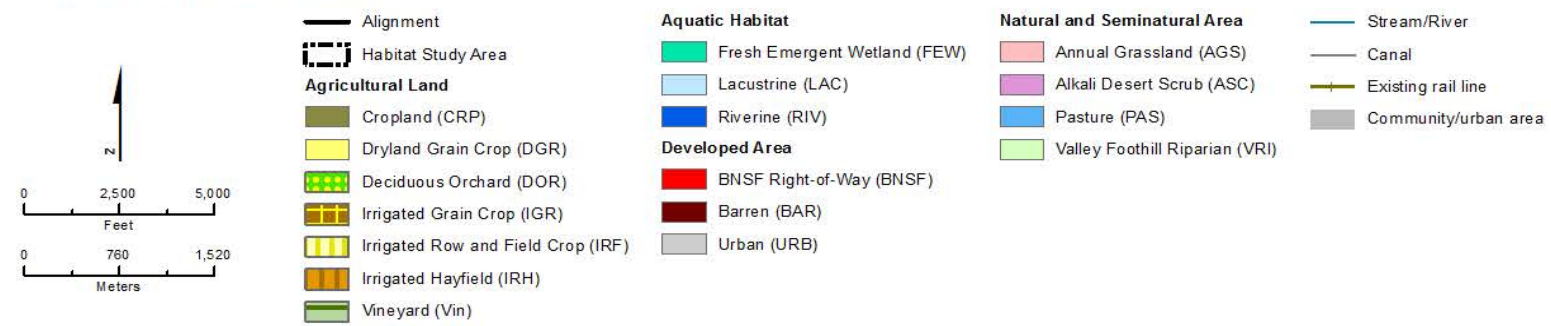 N
0 2,500 5,000
Feet
0 760 1,520
Meters
Alignment
Habitat Study Area
Agricultural Land
Cropland (CRP)
Dryland Grain Crop (DGR)
Deciduous Orchard (DOR)
Irrigated Grain Crop (IGR)
Irrigated Row and Field Crop (IRF)
Irrigated Hayfield (IRH)
Vineyard (Vin)
Aquatic Habitat
Fresh Emergent Wetland (FEW)
Lacustrine (LAC)
Riverine (RIV)
Developed Area
BNSF Right-of-Way (BNSF)
Barren (BAR)
Urban (URB)
Natural and Seminatural Area
Annual Grassland (AGS)
Alkali Desert Scrub (ASC)
Pasture (PAS)
Valley Foothill Riparian (VRI)
Stream/River
Canal
Existing rail line
Community/urban area